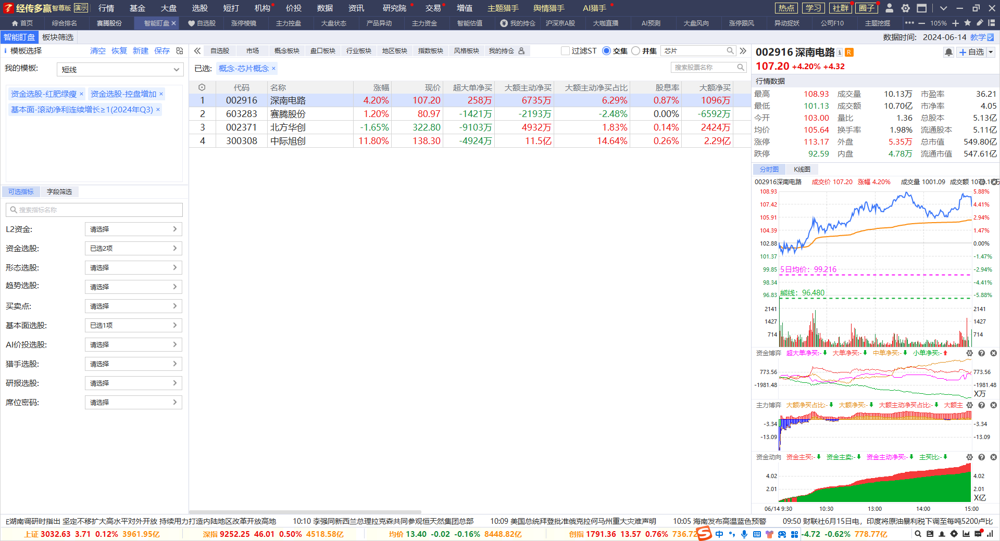 经传多赢 智尊版 演示 行情 基金 大盘 选股 短打 机构 价投 数据 资讯 研究院 交易 增值 主题猎手 舆情猎手 AI猎手 热点 学习 社群 圈子
首页 综合排名 赛腾股份 智能盯盘 × 自选股 涨停棱镜 主力控盘 大盘状态 产品异动 主力资金 智能估值 我的持仓 沪深京A股 大咖直播 AI预测 大盘风向 涨停跟风 异动捉妖 公司F10 主题挖掘 ••• 105%
智能盯盘 板块筛选 数据时间: 2024-06-14 教学
模板选择 清空 恢复 新建 保存
我的模板: 短线
资金选股-红肥绿瘦 × 资金选股-控盘增加 ×
基本面-滚动净利连续增长≥1(2024年Q3) ×
可选指标 字段筛选
搜索指标名称
L2资金: 请选择
资金选股: 已选2项
形态选股: 请选择
趋势选股: 请选择
买卖点: 请选择
基本面选股: 已选1项
AI价投选股: 请选择
猎手选股: 请选择
研报选股: 请选择
席位密码: 请选择
自选股 市场 概念板块 盘口板块 行业板块 地区板块 指数板块 风格板块 我的持仓 过滤ST 交集 并集 芯片
已选: 概念-芯片概念 × 搜索股票名称
代码 名称 涨幅 现价 超大单净买 大额主动净买 大额主动净买占比 股息率 大额净买
1 002916 深南电路 4.20% 107.20 258万 6735万 6.29% 0.87% 1096万
2 603283 赛腾股份 1.20% 80.97 -1421万 -2193万 -2.48% 0.00% -6592万
3 002371 北方华创 -1.65% 322.80 -9103万 4932万 1.83% 0.14% 2424万
4 300308 中际旭创 11.80% 138.30 -4924万 11.5亿 14.64% 0.26% 2.29亿
002916 深南电路 R 自选
107.20 +4.20% +4.32
行情数据
最高 108.93 成交量 10.13万 市盈率 36.21
最低 101.13 成交额 10.70亿 市净率 4.05
今开 103.00 量比 1.36 总股本 5.13亿
均价 105.64 换手率 1.98% 流通股本 5.11亿
涨停 113.17 外盘 5.35万 总市值 549.80亿
跌停 92.59 内盘 4.78万 流通市值 547.61亿
分时图 K线图
002916深南电路 成交价 107.20 涨幅 4.20% 成交量 1001.09 成交额
108.93 5.88%
107.42 4.41%
105.91 2.94%
104.39 1.47%
102.88 0.00%
101.37 -1.47%
99.85 5日均价：99.216 -2.94%
98.34 -4.41%
96.83 熊线：96.480 -5.88%
2141 2141
1427 1427
714 714
资金博弈 超大单净买:- 大单净买:- 中单净买:- 小单净买:-
773.56 773.56
-1981.48 -1981.48
X万
主力博弈 大额净买占比:- 大额净买:- 大额主动净买占比:- 大额主
-3.34 -3.34
-13.09 -13.09
资金动向 资金主买:- 资金主卖:- 资金主动净买:- 主买比:-
4.02 4.02
2.01 2.01
X亿
06/14 9:30 10:30 13:00 14:00 15:00
E湖南调研时指出 坚定不移扩大高水平对外开放 持续用力打造内陆地区改革开放高地 10:10 李强同新西兰总理拉克森共同参观恒天然集团总部 10:09 美国总统拜登批准俄克拉何马州重大灾难声明 10:05 海南发布高温蓝色预警 09:50 财联社6月15日电，印度将原油暴利税下调至每吨5200卢比
上证 3032.63 3.71 0.12% 3961.95亿 深指 9252.25 46.01 0.50% 4518.58亿 均价 13.40 -0.02 -0.16% 8448.82亿 创指 1791.36 13.57 0.76% 736.72 中 -4.72 -0.62% 778.77亿